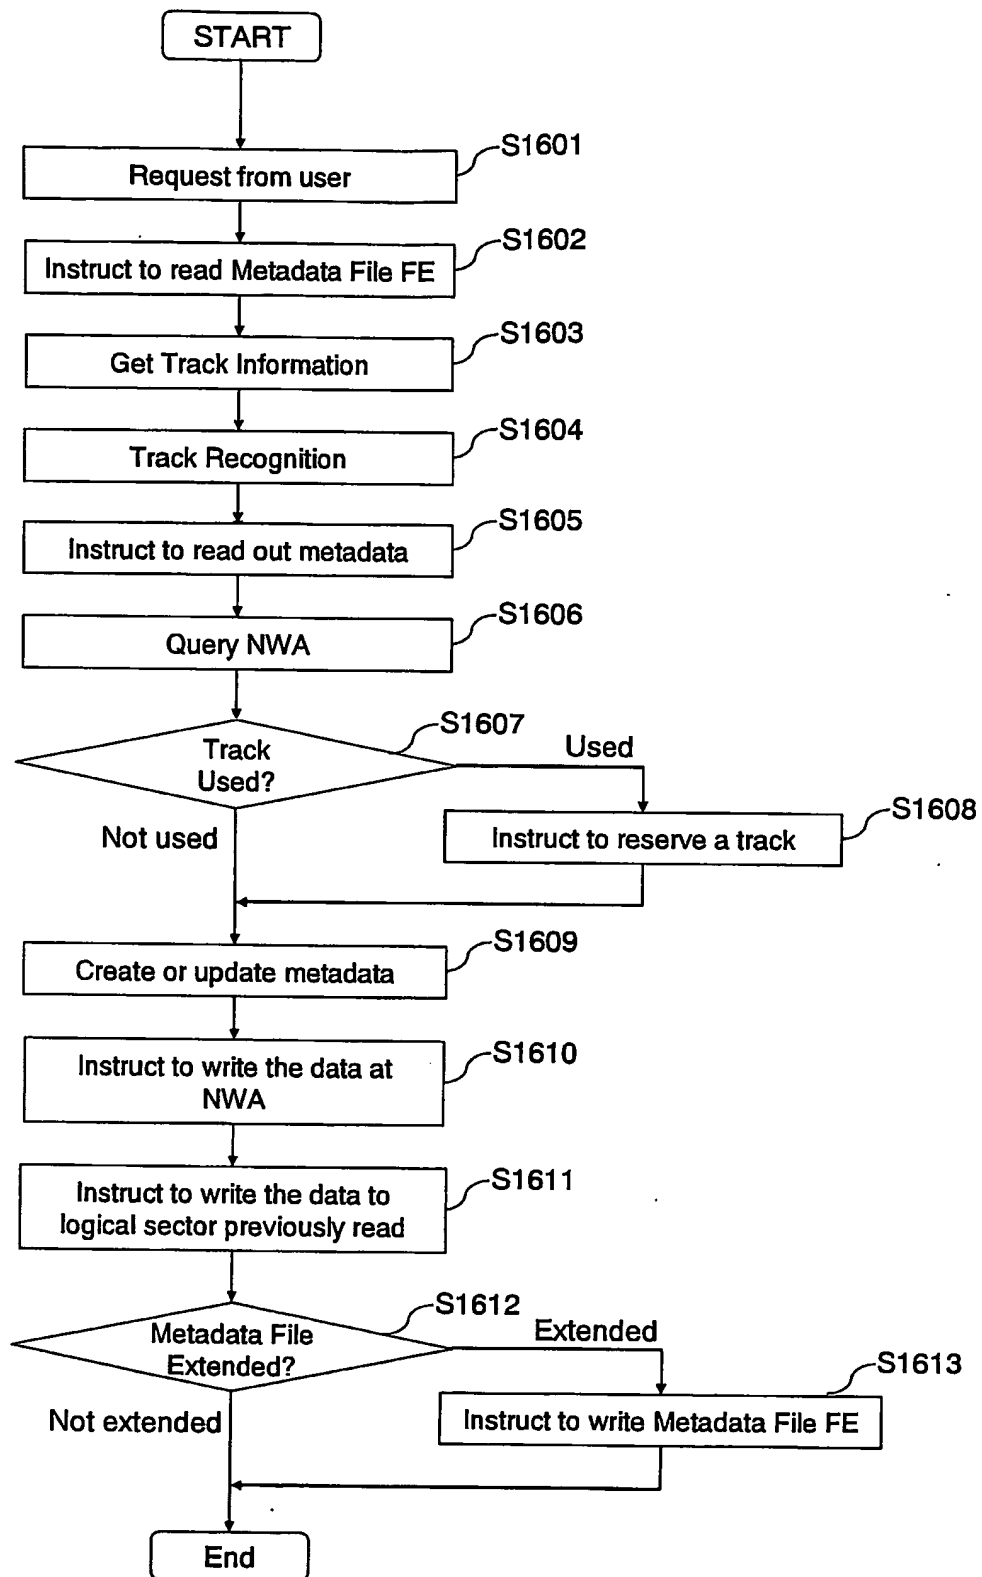 START
S1601
Request from user
S1602
Instruct to read Metadata File FE
S1603
Get Track Information
S1604
Track Recognition
S1605
Instruct to read out metadata
S1606
Query NWA
S1607
Track
Used?
Used
Not used
S1608
Instruct to reserve a track
S1609
Create or update metadata
S1610
Instruct to write the data at
NWA
S1611
Instruct to write the data to
logical sector previously read
S1612
Metadata File
Extended?
Extended
Not extended
S1613
Instruct to write Metadata File FE
End